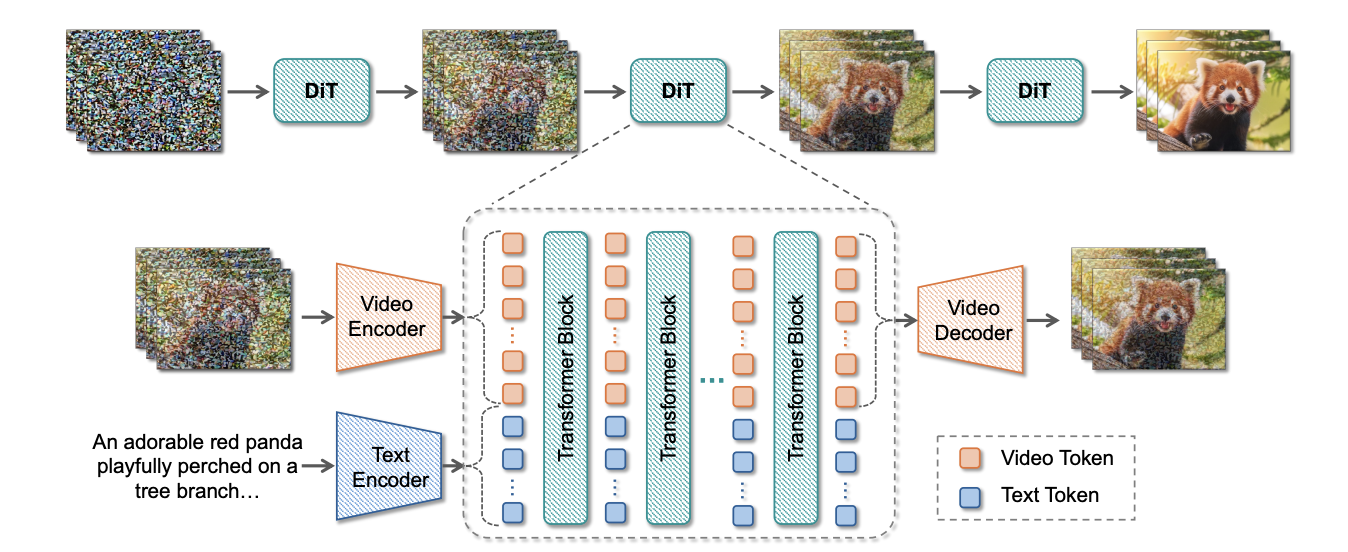 DiT
DiT
DiT
Video
Encoder
Transformer Block
Transformer Block
Transformer Block
Video
Decoder
An adorable red panda
playfully perched on a
tree branch…
Text
Encoder
...
Video Token
Text Token